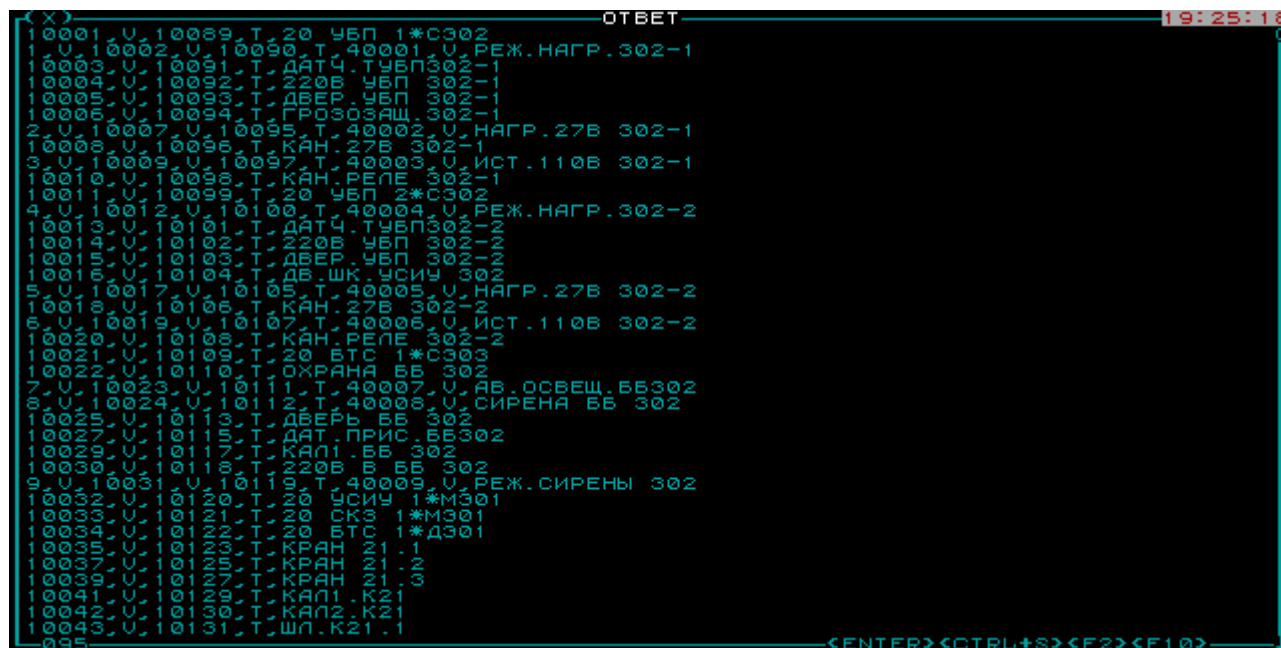 (X) ОТВЕТ 19:25:18
10001,V,10089,T,20 УБП 1*С302
1,V,10002,V,10090,T,40001,V,РЕЖ.НАГР.302-1
10003,V,10091,T,ДАТЧ.ТУБП302-1
10004,V,10092,T,220В УБП 302-1
10005,V,10093,T,ДВЕР.УБП 302-1
10006,V,10094,T,ГРОЗОЗАЩ.302-1
2,V,10007,V,10095,T,40002,V,НАГР.27В 302-1
10008,V,10096,T,КАН.27В 302-1
3,V,10009,V,10097,T,40003,V,ИСТ.110В 302-1
10010,V,10098,T,КАН.РЕЛЕ 302-1
10011,V,10099,T,20 УБП 2*С302
4,V,10012,V,10100,T,40004,V,РЕЖ.НАГР.302-2
10013,V,10101,T,ДАТЧ.ТУБП302-2
10014,V,10102,T,220В УБП 302-2
10015,V,10103,T,ДВЕР.УБП 302-2
10016,V,10104,T,ДВ.ШК.УСИУ 302
5,V,10017,V,10105,T,40005,V,НАГР.27В 302-2
10018,V,10106,T,КАН.27В 302-2
6,V,10019,V,10107,T,40006,V,ИСТ.110В 302-2
10020,V,10108,T,КАН.РЕЛЕ 302-2
10021,V,10109,T,20 БТС 1*С303
10022,V,10110,T,ОХРАНА ББ 302
7,V,10023,V,10111,T,40007,V,АВ.ОСВЕЩ.ББ302
8,V,10024,V,10112,T,40008,V,СИРЕНА ББ 302
10025,V,10113,T,ДВЕРЬ ББ 302
10027,V,10115,T,ДАТ.ПРИС.ББ302
10029,V,10117,T,КАЛ1.ББ 302
10030,V,10118,T,220В В ББ 302
9,V,10031,V,10119,T,40009,V,РЕЖ.СИРЕНЫ 302
10032,V,10120,T,20 УСИУ 1*М301
10033,V,10121,T,20 СКЗ 1*М301
10034,V,10122,T,20 БТС 1*Д301
10035,V,10123,T,КРАН 21.1
10037,V,10125,T,КРАН 21.2
10039,V,10127,T,КРАН 21.3
10041,V,10129,T,КАЛ1.К21
10042,V,10130,T,КАЛ2.К21
10043,V,10131,T,ШЛ.К21.1
095 <ENTER><CTRL+S><F2><F10>